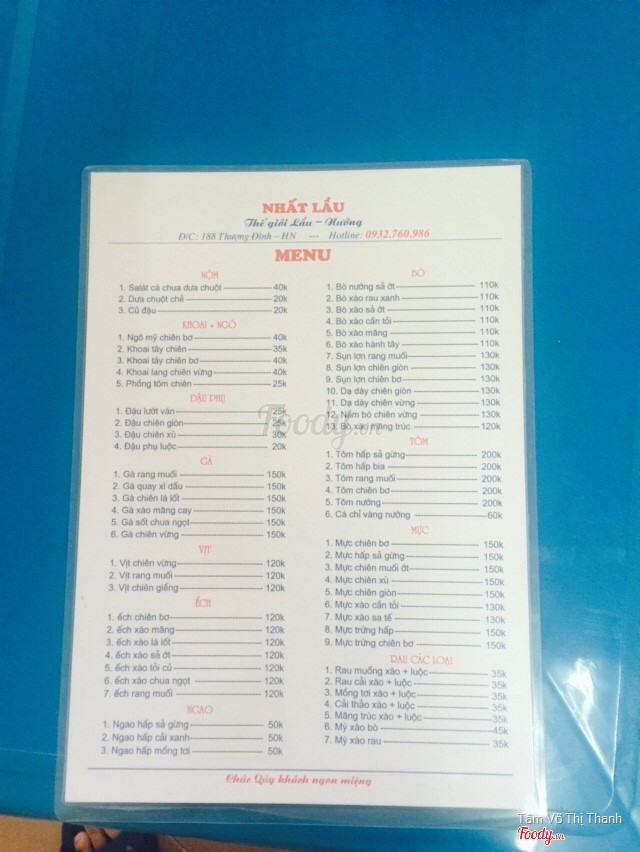 NHẤT LẨU
Thế giới Lẩu - Nướng
Đ/C: 188 Thượng Đình - HN --- Hotline: 0932.760.986
MENU
NỘM
1. Salát cà chua dưa chuột 40k
2. Dưa chuột chẻ 20k
3. Củ đậu 20k
KHOAI + NGÔ
1. Ngô mỹ chiên bơ 40k
2. Khoai tây chiên 35k
3. Khoai tây chiên bơ 40k
4. Khoai lang chiên vừng 40k
5. Phồng tôm chiên 25k
ĐẬU PHỤ
1. Đậu lướt ván 25k
2. Đậu chiên giòn 25k
3. Đậu chiên xù 30k
4. Đậu phụ luộc 20k
GÀ
1. Gà rang muối 150k
2. Gà quay xì dầu 150k
3. Gà chiên lá lốt 150k
4. Gà xào măng cay 150k
5. Gà sốt chua ngọt 150k
6. Gà chiên vừng 150k
VỊT
1. Vịt chiên vừng 120k
2. Vịt rang muối 120k
3. Vịt chiên giềng 120k
ẾCH
1. ếch chiên bơ 120k
2. ếch xào măng 120k
3. ếch xào lá lốt 120k
4. ếch xào sả ớt 120k
5. ếch xào tỏi củ 120k
6. ếch xào chua ngọt 120k
7. ếch rang muối 120k
NGAO
1. Ngao hấp sả gừng 50k
2. Ngao hấp cải xanh 50k
3. Ngao hấp mồng tơi 50k
BÒ
1. Bò nướng sả ớt 110k
2. Bò xào rau xanh 110k
3. Bò xào sả ớt 110k
4. Bò xào cần tỏi 110k
5. Bò xào măng 110k
6. Bò xào hành tây 110k
7. Sụn lợn rang muối 130k
8. Sụn lợn chiên giòn 130k
9. Sụn lợn chiên bơ 130k
10. Dạ dày chiên giòn 130k
11. Dạ dày chiên vừng 130k
12. Nầm bò chiên vừng 130k
13. Bò xào măng trúc 120k
TÔM
1. Tôm hấp sả gừng 200k
2. Tôm hấp bia 200k
3. Tôm rang muối 200k
4. Tôm chiên bơ 200k
5. Tôm nướng 200k
6. Cá chỉ vàng nướng 60k
MỰC
1. Mực chiên bơ 150k
2. Mực hấp sả gừng 150k
3. Mực chiên muối ớt 150k
4. Mực chiên xù 150k
5. Mực chiên giòn 150k
6. Mực xào cần tỏi 130k
7. Mực xào sa tế 130k
8. Mực trứng hấp 150k
9. Mực trứng chiên bơ 150k
RAU CÁC LOẠI
1. Rau muống xào + luộc 35k
2. Rau cải xào + luộc 35k
3. Mồng tơi xào + luộc 35k
4. Cải thảo xào + luộc 35k
5. Măng trúc xào + luộc 35k
6. Mỳ xào bò 45k
7. Mỳ xào rau 35k
Chúc Qúy khách ngon miệng
Foody.vn
Tâm Võ Thị Thanh
Foody.vn